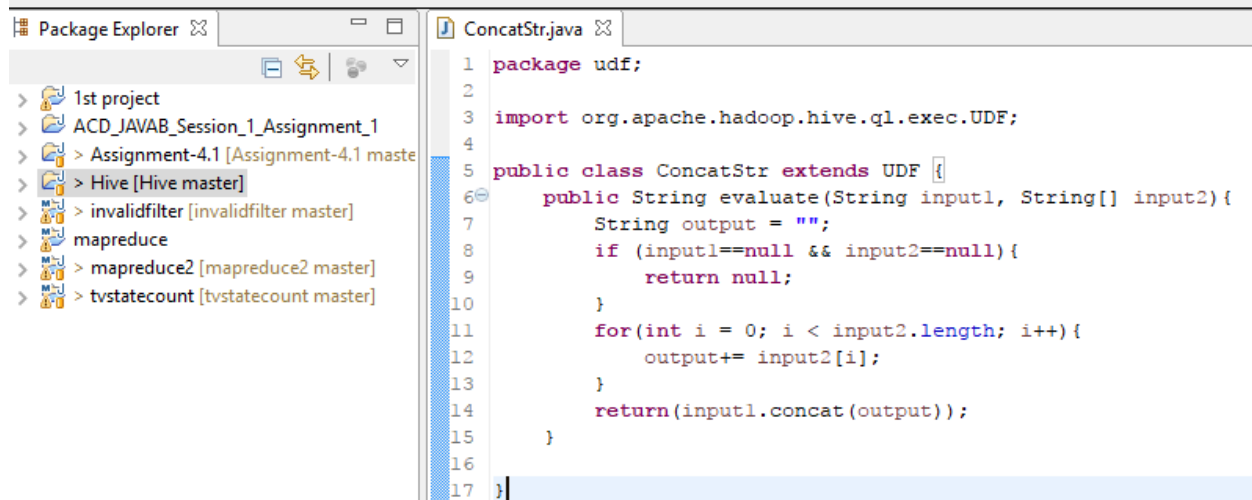 Package Explorer
1st project
ACD_JAVAB_Session_1_Assignment_1
> Assignment-4.1 [Assignment-4.1 maste
> Hive [Hive master]
> invalidfilter [invalidfilter master]
mapreduce
> mapreduce2 [mapreduce2 master]
> tvstatecount [tvstatecount master]
ConcatStr.java
1 package udf;
2
3 import org.apache.hadoop.hive.ql.exec.UDF;
4
5 public class ConcatStr extends UDF {
6 public String evaluate(String input1, String[] input2){
7 String output = "";
8 if (input1==null && input2==null){
9 return null;
10 }
11 for(int i = 0; i < input2.length; i++){
12 output+= input2[i];
13 }
14 return(input1.concat(output));
15 }
16
17 }